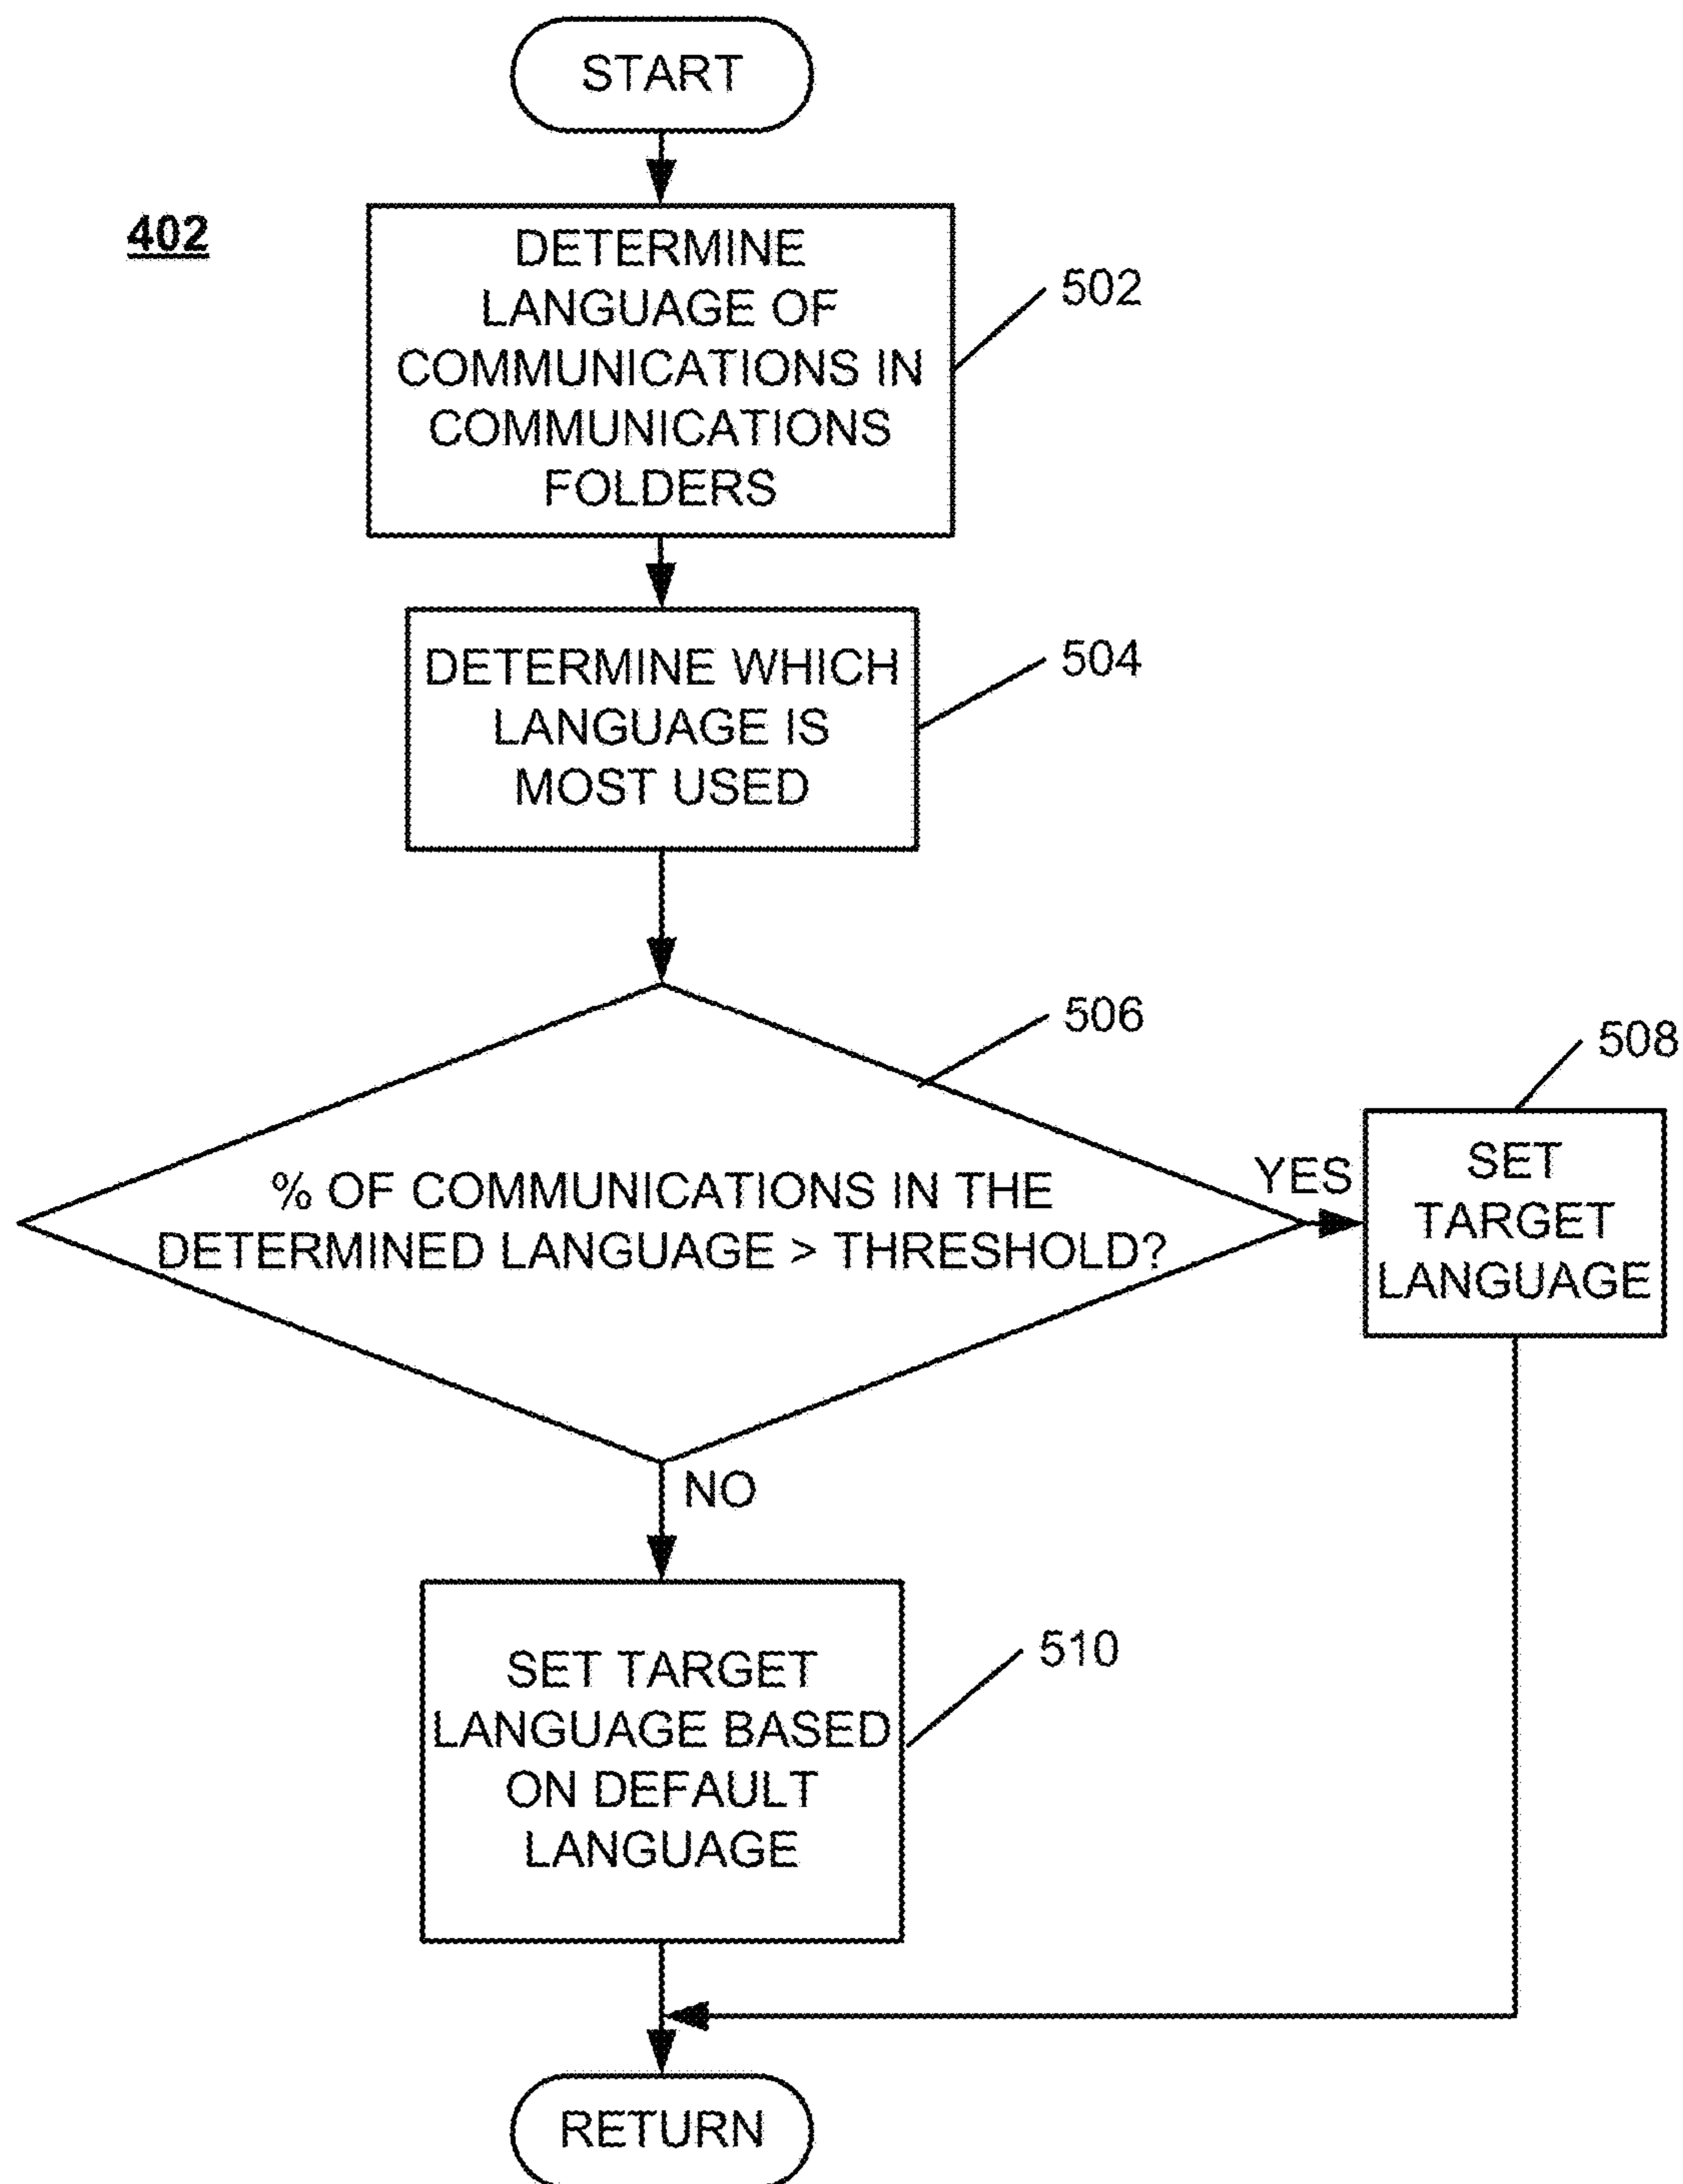 START
402
DETERMINE
LANGUAGE OF
COMMUNICATIONS IN
COMMUNICATIONS
FOLDERS
502
DETERMINE WHICH
LANGUAGE IS
MOST USED
504
506
% OF COMMUNICATIONS IN THE
DETERMINED LANGUAGE > THRESHOLD?
YES
508
SET
TARGET
LANGUAGE
NO
SET TARGET
LANGUAGE BASED
ON DEFAULT
LANGUAGE
510
RETURN